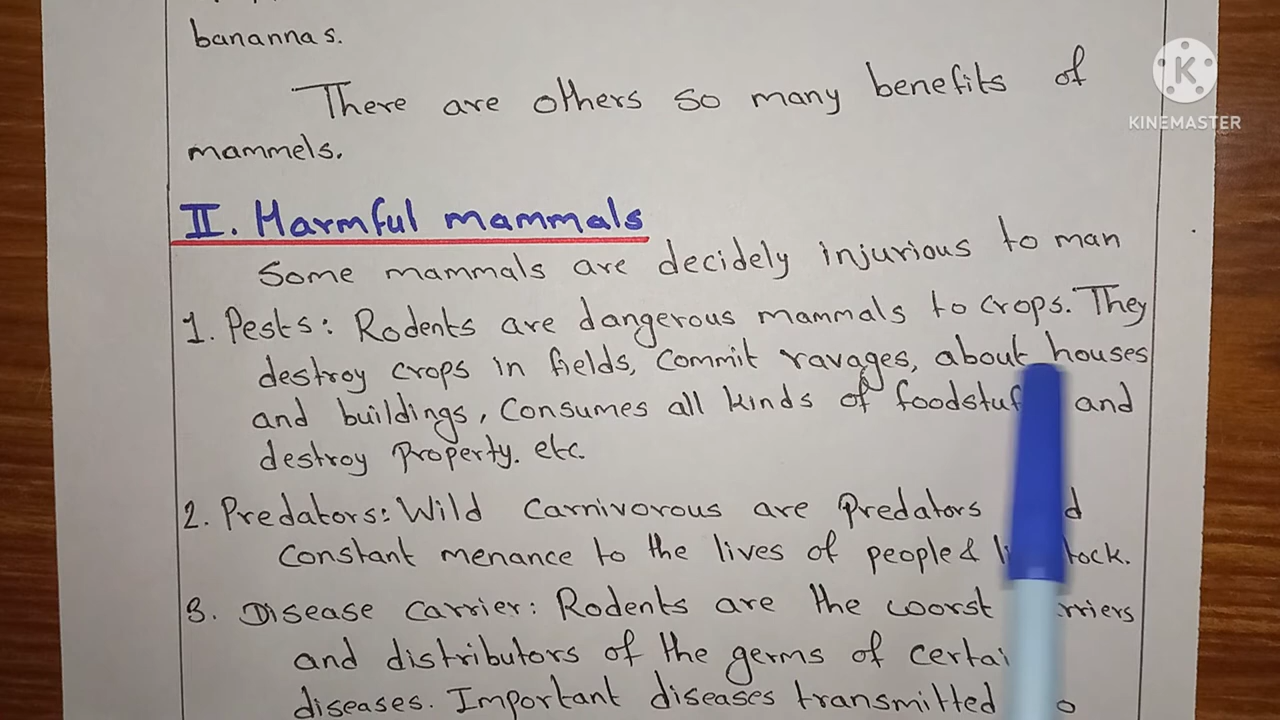 banannas.
There are others so many benefits of
mammels.
II. Harmful mammals
Some mammals are decidely injurious to man
1. Pests: Rodents are dangerous mammals to crops. They
destroy crops in fields, commit ravages, about houses
and buildings, consumes all kinds of and
destroy property. etc.
2. Predators: Wild carnivorous are predators
constant menance to the lives of people &
3. Disease carrier: Rodents are the worst
and distributors of the germs of
diseases. Important diseases transmitted
K
KINEMASTER